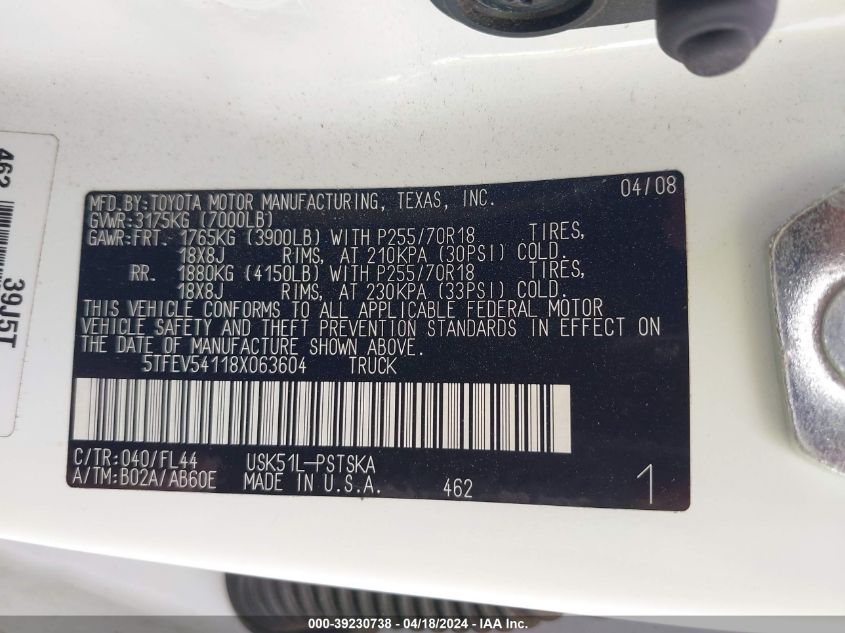 MFD.BY:TOYOTA MOTOR MANUFACTURING, TEXAS, INC. 04/08
GVWR:3175KG (7000LB)
GAWR:FRT. 1765KG (3900LB) WITH P255/70R18 TIRES,
18X8J RIMS, AT 210KPA (30PSI) COLD.
RR. 1880KG (4150LB) WITH P255/70R18 TIRES,
18X8J RIMS, AT 230KPA (33PSI) COLD.
THIS VEHICLE CONFORMS TO ALL APPLICABLE FEDERAL MOTOR
VEHICLE SAFETY AND THEFT PREVENTION STANDARDS IN EFFECT ON
THE DATE OF MANUFACTURE SHOWN ABOVE.
5TFEV54118X063604 TRUCK
C/TR:040/FL44 USK51L-PSTSKA
A/TM:B02A/AB60E MADE IN U.S.A. 462 1
462
39J5T
000-39230738 - 04/18/2024 - IAA Inc.